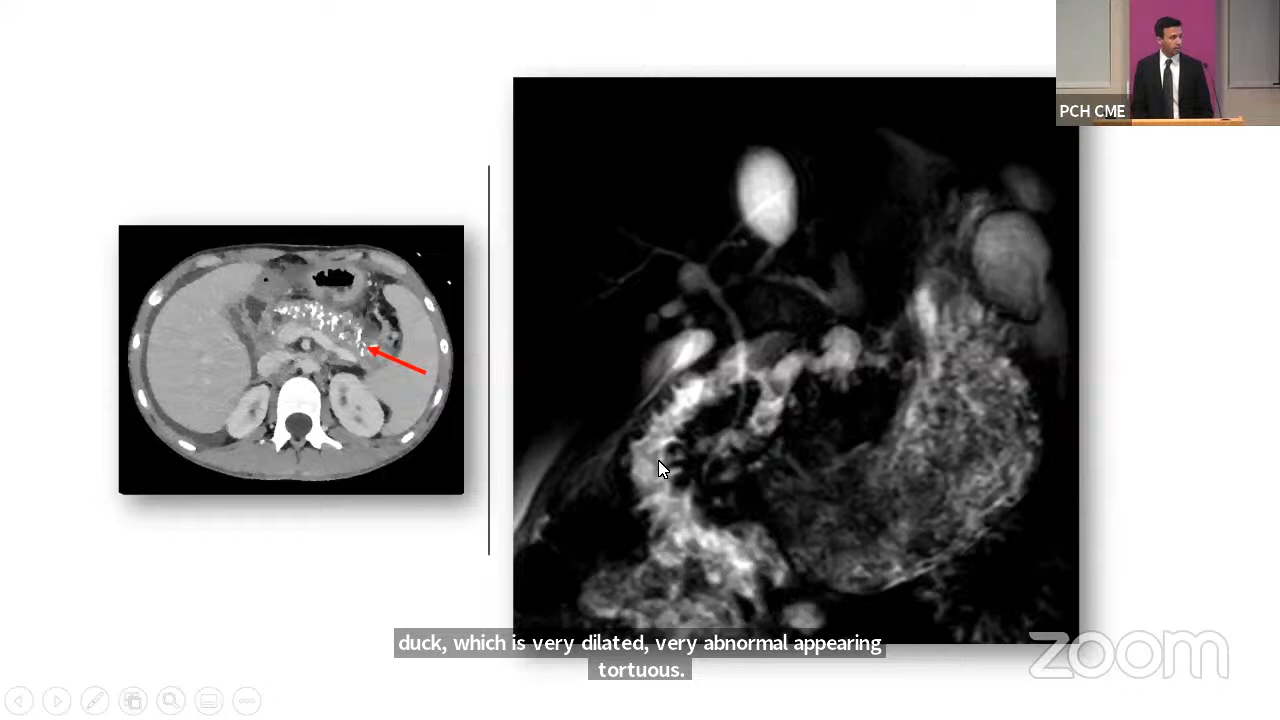 PCH CME
duck, which is very dilated, very abnormal appearing
tortuous.
zoom